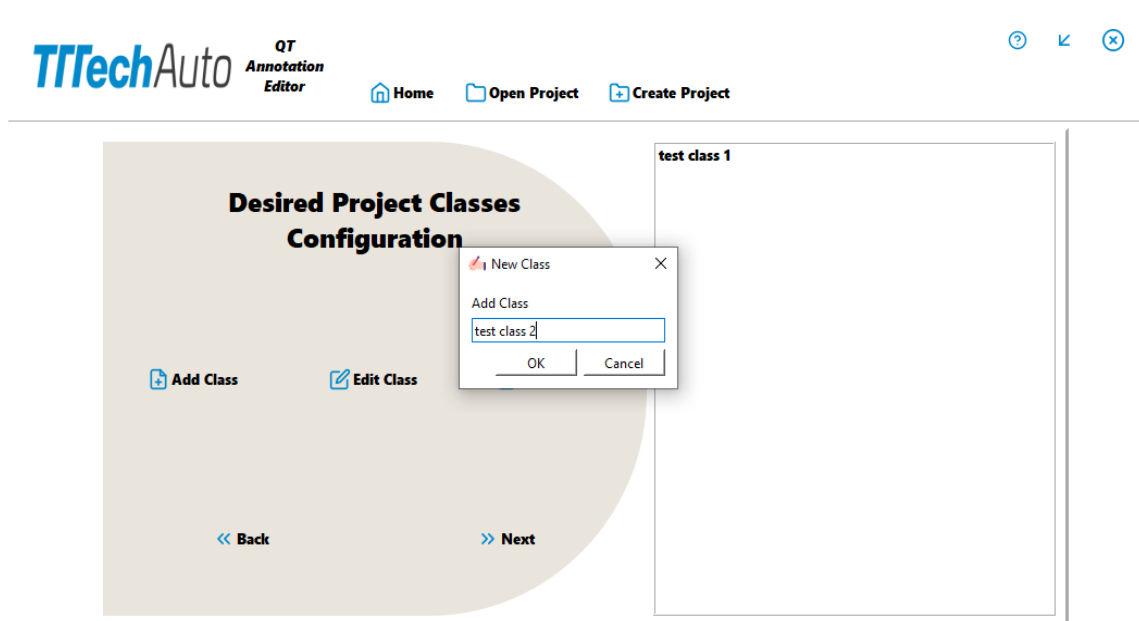 TTTechAuto
QT
Annotation
Editor
Home
Open Project
Create Project
Desired Project Classes
Configuration
test class 1
New Class
Add Class
test class 2
OK
Cancel
Add Class
Edit Class
Back
Next